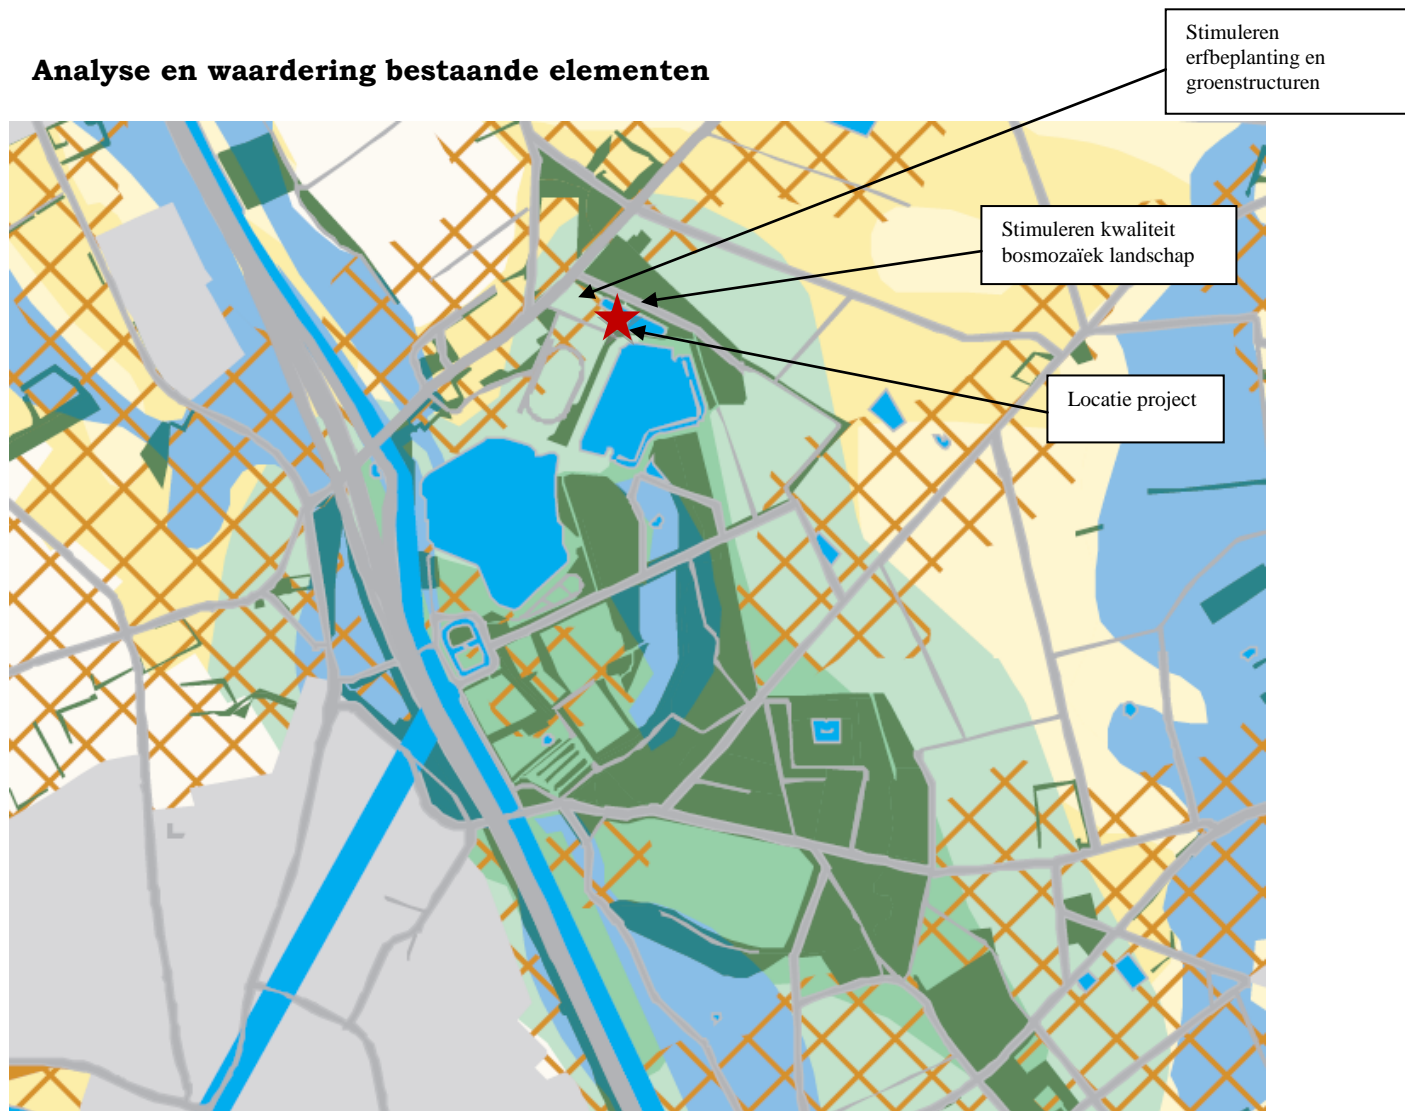 Analyse en waardering bestaande elementen
Stimuleren
erfbeplanting en
groenstructuren
Stimuleren kwaliteit
bosmozaïek landschap
Locatie project